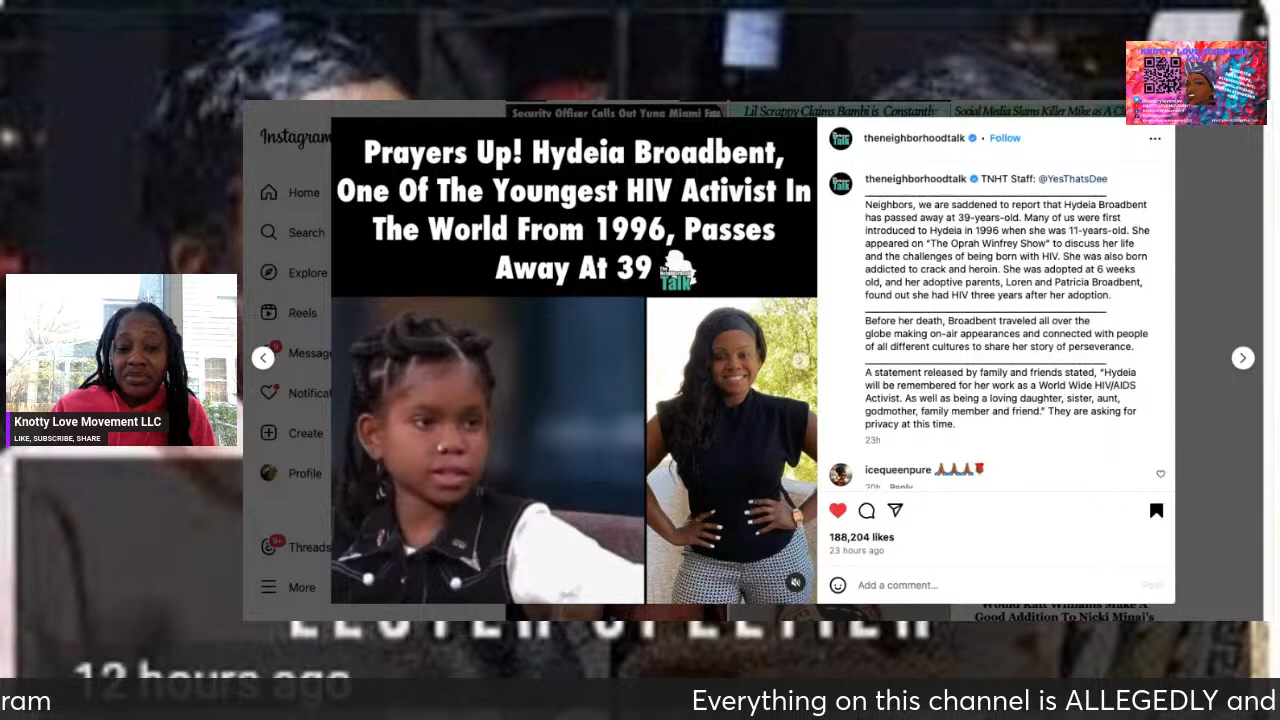 KNOTTY LOVE MOVEMENT
Security Officer Calls Out Yung Miami
Lil Scrappy Claims Bambi is Constantly
Social Media Slams Killer Mike as A
Instagram
Home
Search
Explore
Reels
Messag
Notificat
Create
Profile
9+
Threads
More
Prayers Up! Hydeia Broadbent,
One Of The Youngest HIV Activist In
The World From 1996, Passes
Away At 39
The Neighborhood
Talk
theneighborhoodtalk • Follow
theneighborhoodtalk TNHT Staff: @YesThatsDee
Neighbors, we are saddened to report that Hydeia Broadbent
has passed away at 39-years-old. Many of us were first
introduced to Hydeia in 1996 when she was 11-years-old. She
appeared on "The Oprah Winfrey Show" to discuss her life
and the challenges of being born with HIV. She was also born
addicted to crack and heroin. She was adopted at 6 weeks
old, and her adoptive parents, Loren and Patricia Broadbent,
found out she had HIV three years after her adoption.
Before her death, Broadbent traveled all over the
globe making on-air appearances and connected with people
of all different cultures to share her story of perseverance.
A statement released by family and friends stated, "Hydeia
will be remembered for her work as a World Wide HIV/AIDS
Activist. As well as being a loving daughter, sister, aunt,
godmother, family member and friend." They are asking for
privacy at this time.
23h
icequeenpure
20h Reply
188,204 likes
23 hours ago
Add a comment...
Post
Knotty Love Movement LLC
LIKE, SUBSCRIBE, SHARE
Would Katt Williams Make A
Good Addition To Nicki Minaj's
12 hours ago
ram
Everything on this channel is ALLEGEDLY and